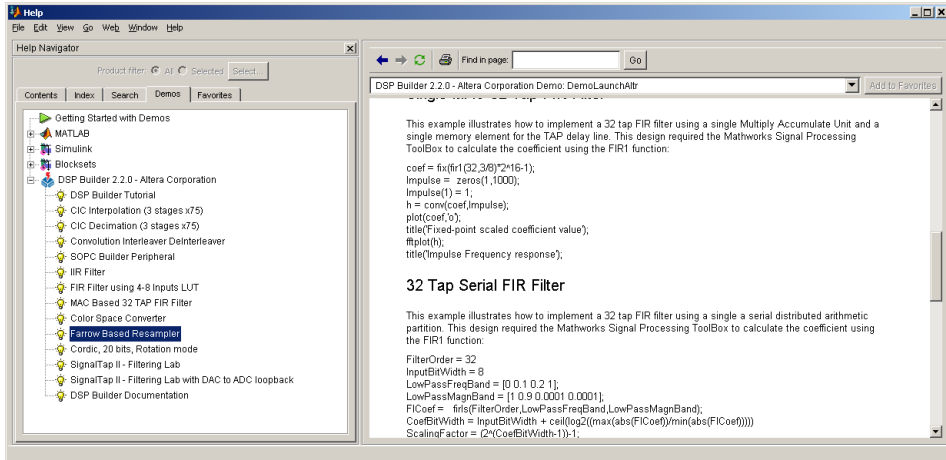 Help
File Edit View Go Web Window Help
Help Navigator
Product filter: All Selected Select...
Contents Index Search Demos Favorites
Getting Started with Demos
MATLAB
Simulink
Blocksets
DSP Builder 2.2.0 - Altera Corporation
DSP Builder Tutorial
CIC Interpolation (3 stages x75)
CIC Decimation (3 stages x75)
Convolution Interleaver DeInterleaver
SOPC Builder Peripheral
IIR Filter
FIR Filter using 4-8 Inputs LUT
MAC Based 32 TAP FIR Filter
Color Space Converter
Farrow Based Resampler
Cordic, 20 bits, Rotation mode
SignalTap II - Filtering Lab
SignalTap II - Filtering Lab with DAC to ADC loopback
DSP Builder Documentation
Find in page: Go
DSP Builder 2.2.0 - Altera Corporation Demo: DemoLaunchAltr Add to Favorites
32 Tap FIR Filter
This example illustrates how to implement a 32 tap FIR filter using a single Multiply Accumulate Unit and a
single memory element for the TAP delay line. This design required the Mathworks Signal Processing
ToolBox to calculate the coefficient using the FIR1 function:
coef = fix(fir1(32,3/8)*2^16-1);
Impulse = zeros(1,1000);
Impulse(1) = 1;
h = conv(coef,Impulse);
plot(coef,'o');
title('Fixed-point scaled coefficient value');
fftplot(h);
title('Impulse Frequency response');
32 Tap Serial FIR Filter
This example illustrates how to implement a 32 tap FIR filter using a single a serial distributed arithmetic
partition. This design required the Mathworks Signal Processing ToolBox to calculate the coefficient using
the FIR1 function:
FilterOrder = 32
InputBitWidth = 8
LowPassFreqBand = [0 0.1 0.2 1];
LowPassMagnBand = [1 0.9 0.0001 0.0001];
FlCoef = firls(FilterOrder,LowPassFreqBand,LowPassMagnBand);
CoefBitWidth = InputBitWidth + ceil(log2((max(abs(FlCoef))/min(abs(FlCoef)))))
ScalingFactor = (2^(CoefBitWidth-1))-1;